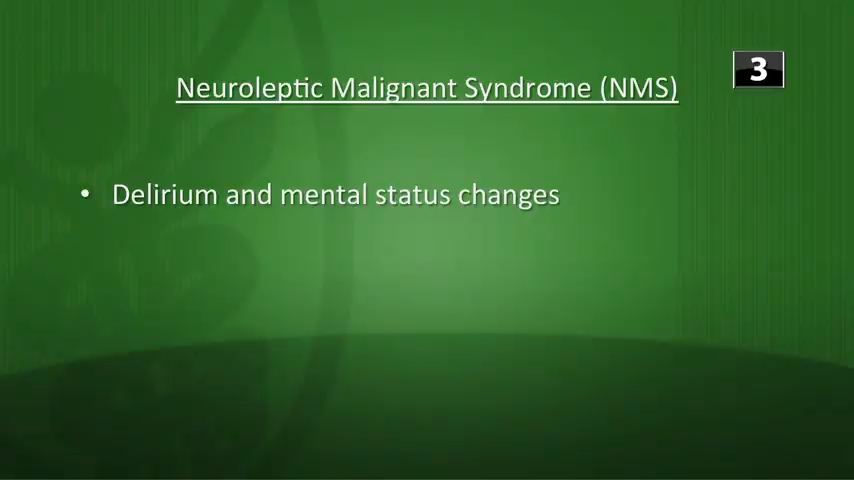 Neuroleptic Malignant Syndrome (NMS)
3
• Delirium and mental status changes